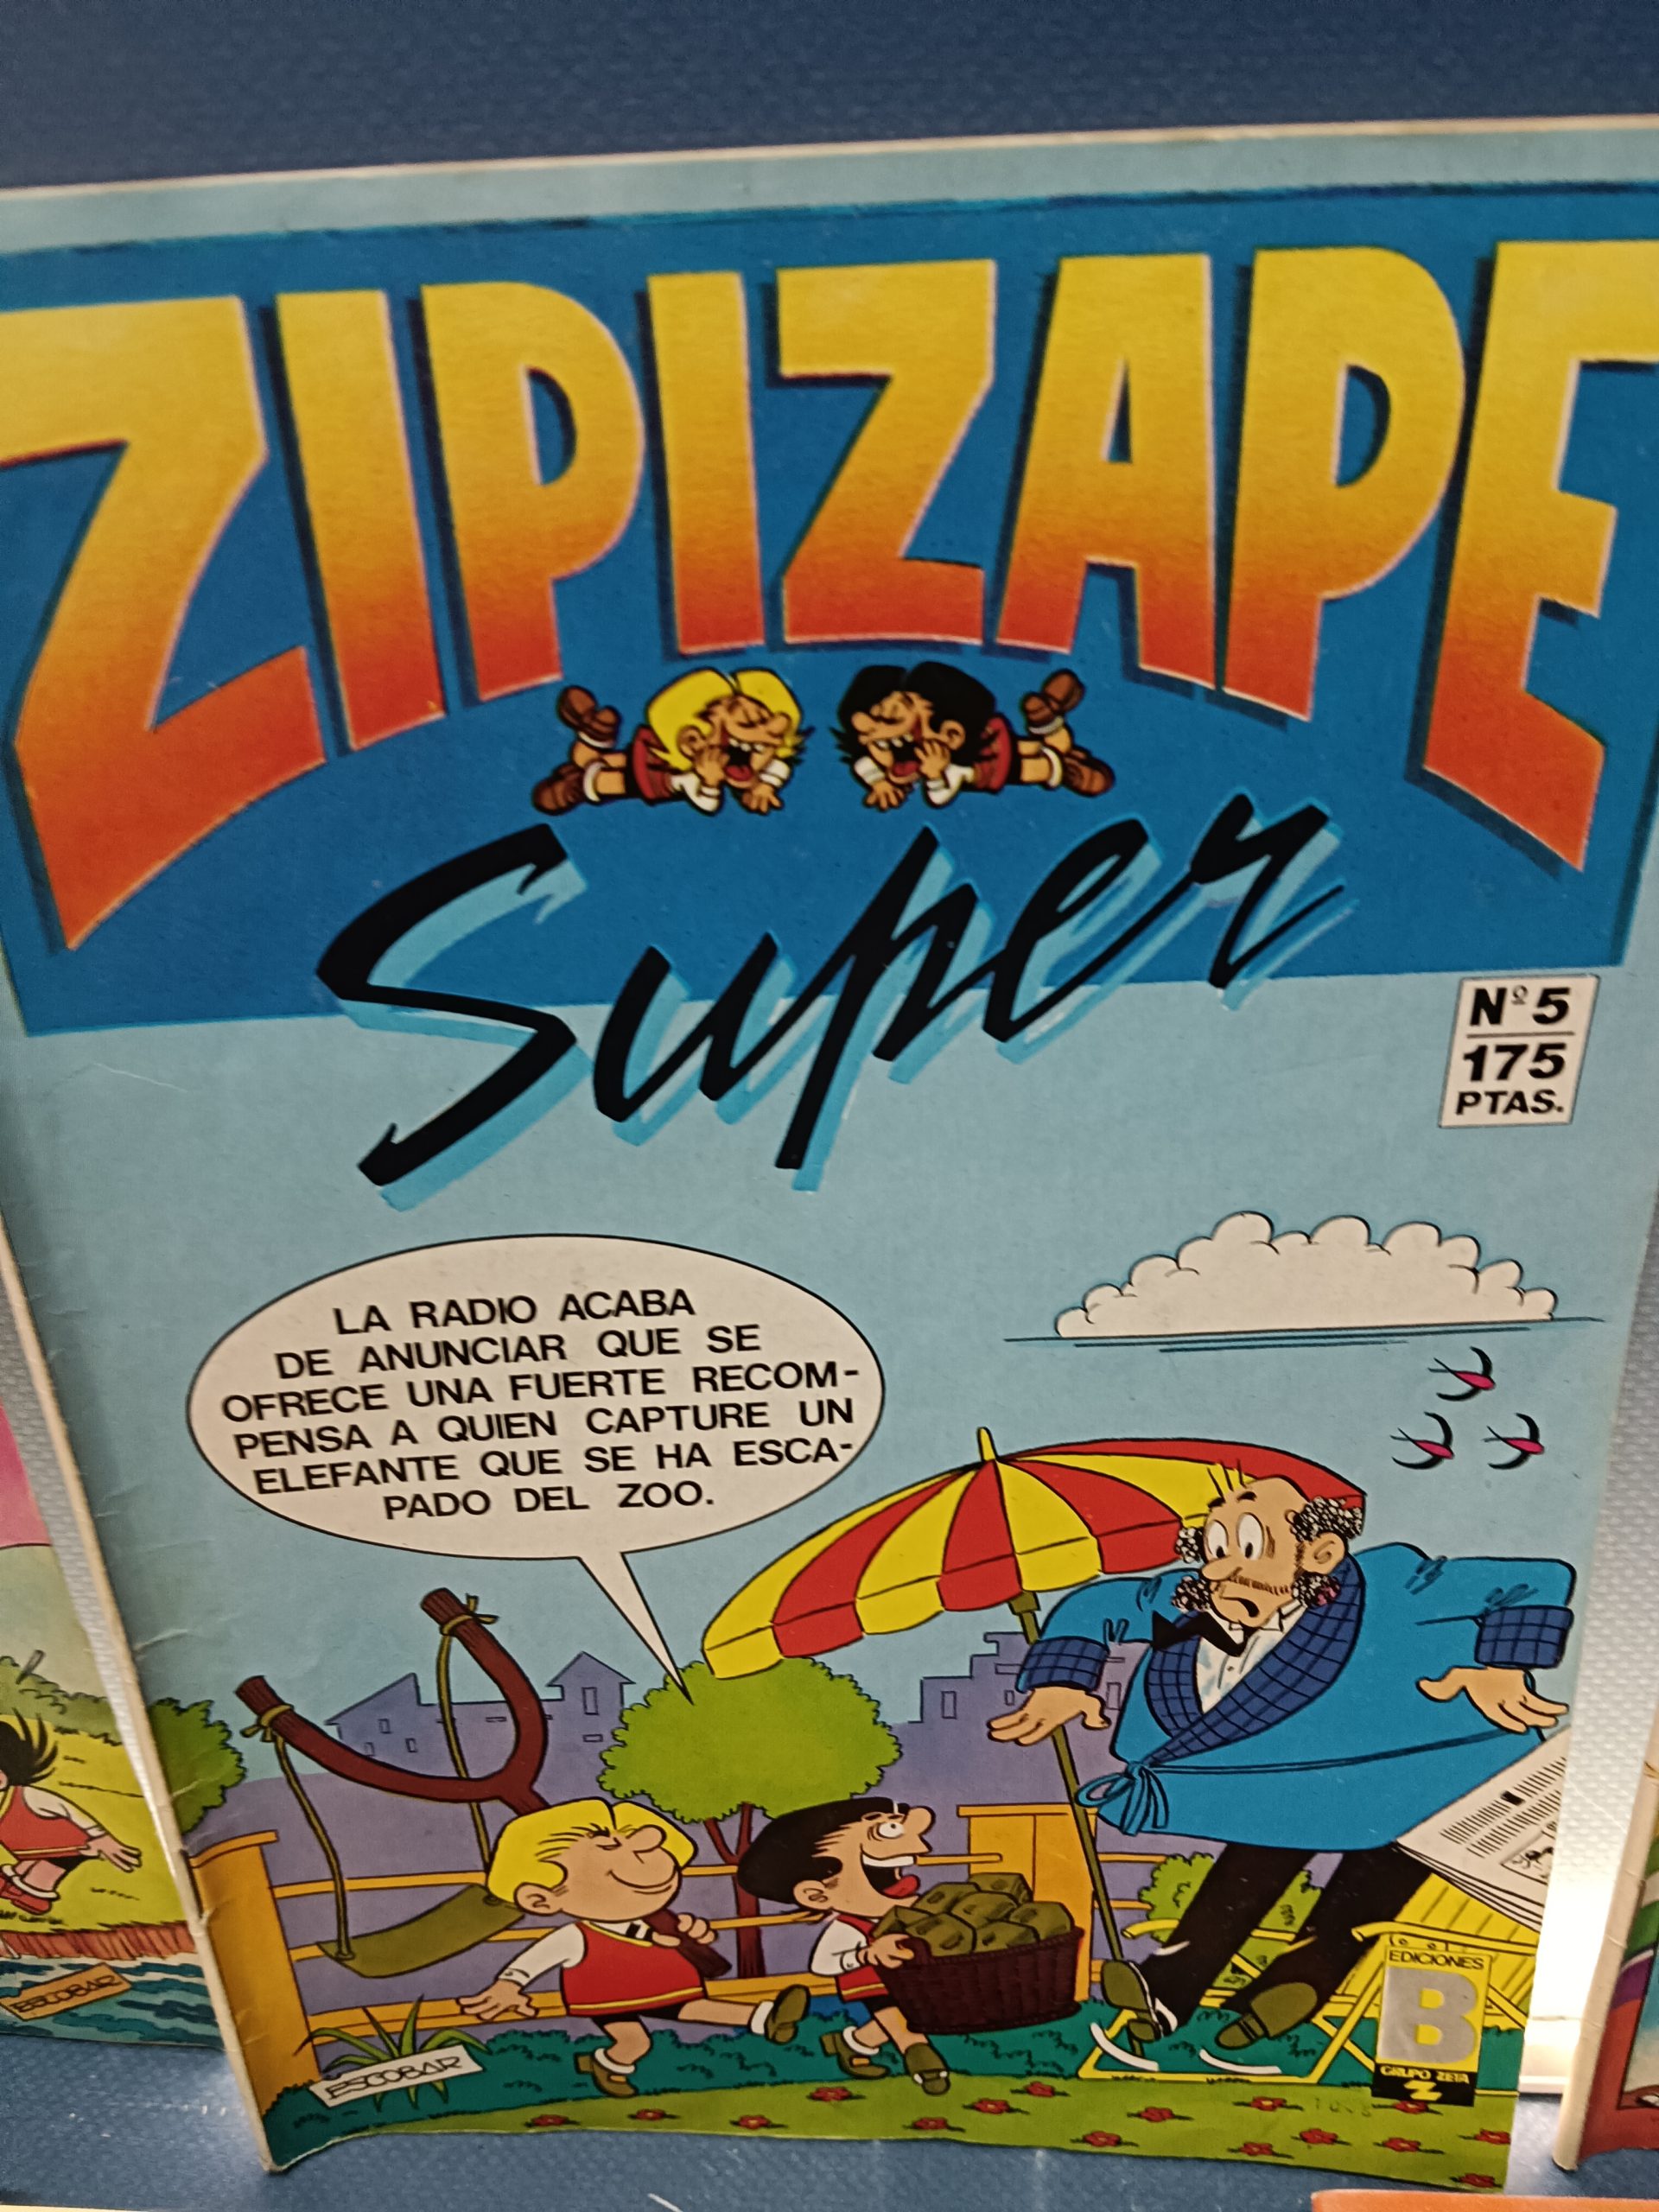 ZIPIZAPE
Super
Nº 5
175
PTAS.
LA RADIO ACABA
DE ANUNCIAR QUE SE
OFRECE UNA FUERTE RECOM-
PENSA A QUIEN CAPTURE UN
ELEFANTE QUE SE HA ESCA-
PADO DEL ZOO.
EDICIONES
B
GRUPO ZETA
Z
ESCOBAR
ESCOBAR